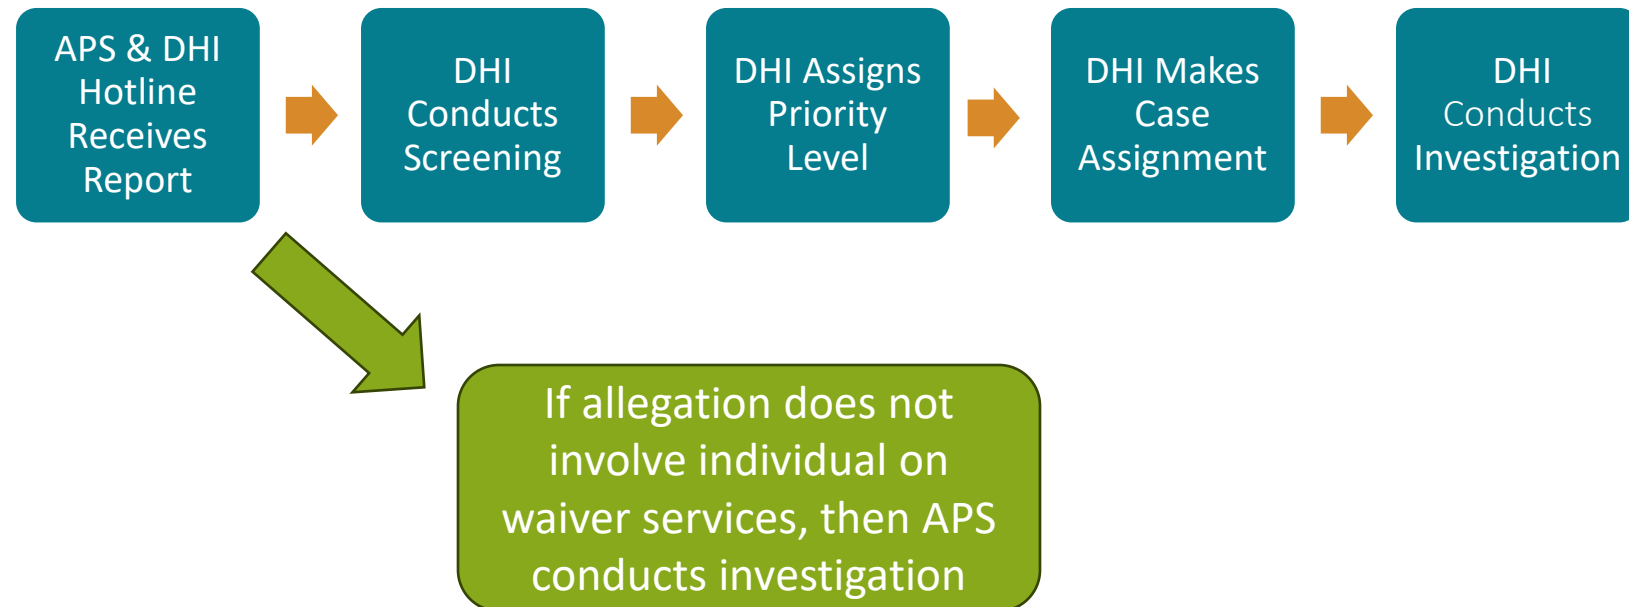 APS & DHI
Hotline
Receives
Report
DHI
Conducts
Screening
DHI Assigns
Priority
Level
DHI Makes
Case
Assignment
DHI
Conducts
Investigation
If allegation does not
involve individual on
waiver services, then APS
conducts investigation